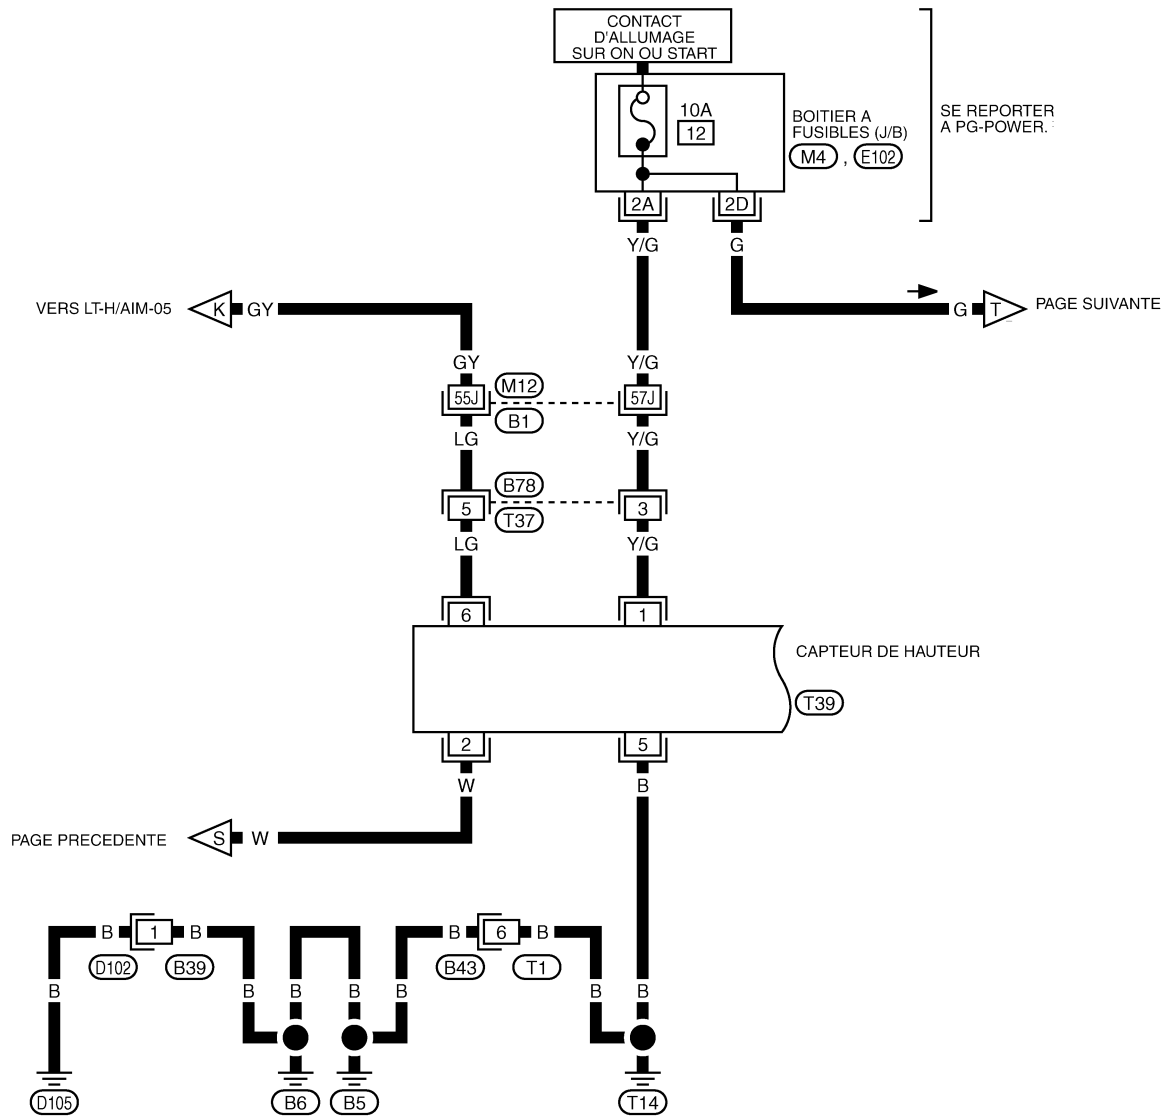 CONTACT
D'ALLUMAGE
SUR ON OU START
10A
12
BOITIER A
FUSIBLES (J/B)
M4 , E102
SE REPORTER
A PG-POWER.
2A 2D
Y/G G
VERS LT-H/AIM-05 K GY
G T PAGE SUIVANTE
GY Y/G
55J M12 57J
B1
LG Y/G
B78
5 3
T37
LG Y/G
6 1
CAPTEUR DE HAUTEUR
T39
2 5
W B
PAGE PRECEDENTE S W
B 1 B B 6 B
D102 B39 B43 T1
B B B B B B
D105 B6 B5 T14